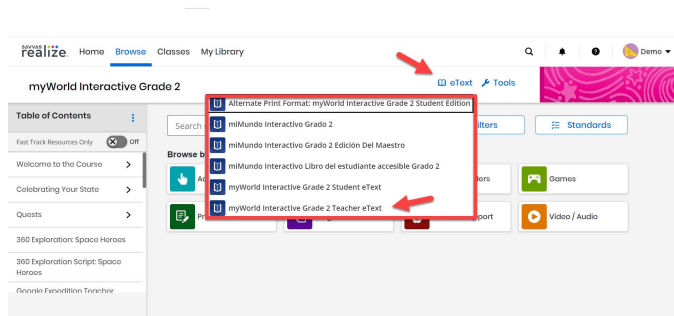 savvas
realize. Home Browse Classes My Library Demo
myWorld Interactive Grade 2 eText Tools
Table of Contents
Fast Track Resources Only Off
Welcome to the Course
Celebrating Your State
Quests
360 Exploration: Space Heroes
360 Exploration Script: Space
Heroes
Google Expedition Teacher
Search Filters Standards
Browse b
Alternate Print Format: myWorld Interactive Grade 2 Student Edition
miMundo Interactivo Grado 2
miMundo Interactivo Grado 2 Edición Del Maestro
miMundo Interactivo Libro del estudiante accesible Grado 2
myWorld Interactive Grade 2 Student eText
myWorld Interactive Grade 2 Teacher eText
Games
Video / Audio